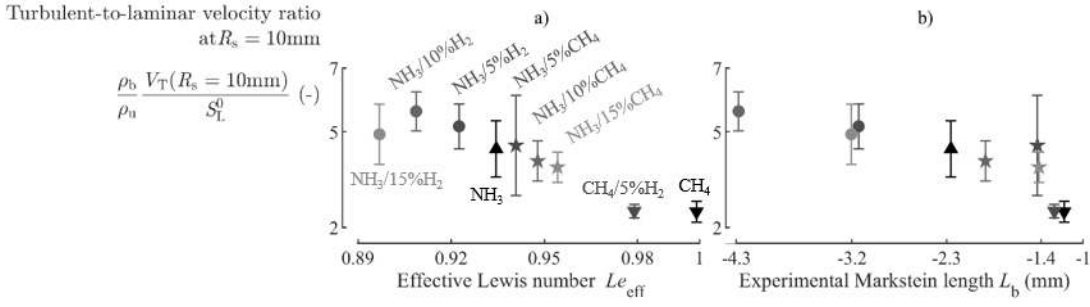 Turbulent-to-laminar velocity ratio
at R_s = 10mm
ρ_b/ρ_u V_T(R_s = 10mm)/S_L^0 (-)
a)
7
5
2
NH₃/10%H₂
NH₃/5%H₂
NH₃/5%CH₄
NH₃/10%CH₄
NH₃/15%CH₄
NH₃/15%H₂
NH₃
CH₄/5%H₂
CH₄
0.89 0.92 0.95 0.98 1
Effective Lewis number Le_eff
b)
7
5
2
-4.3 -3.2 -2.3 -1.4 -1
Experimental Markstein length L_b (mm)